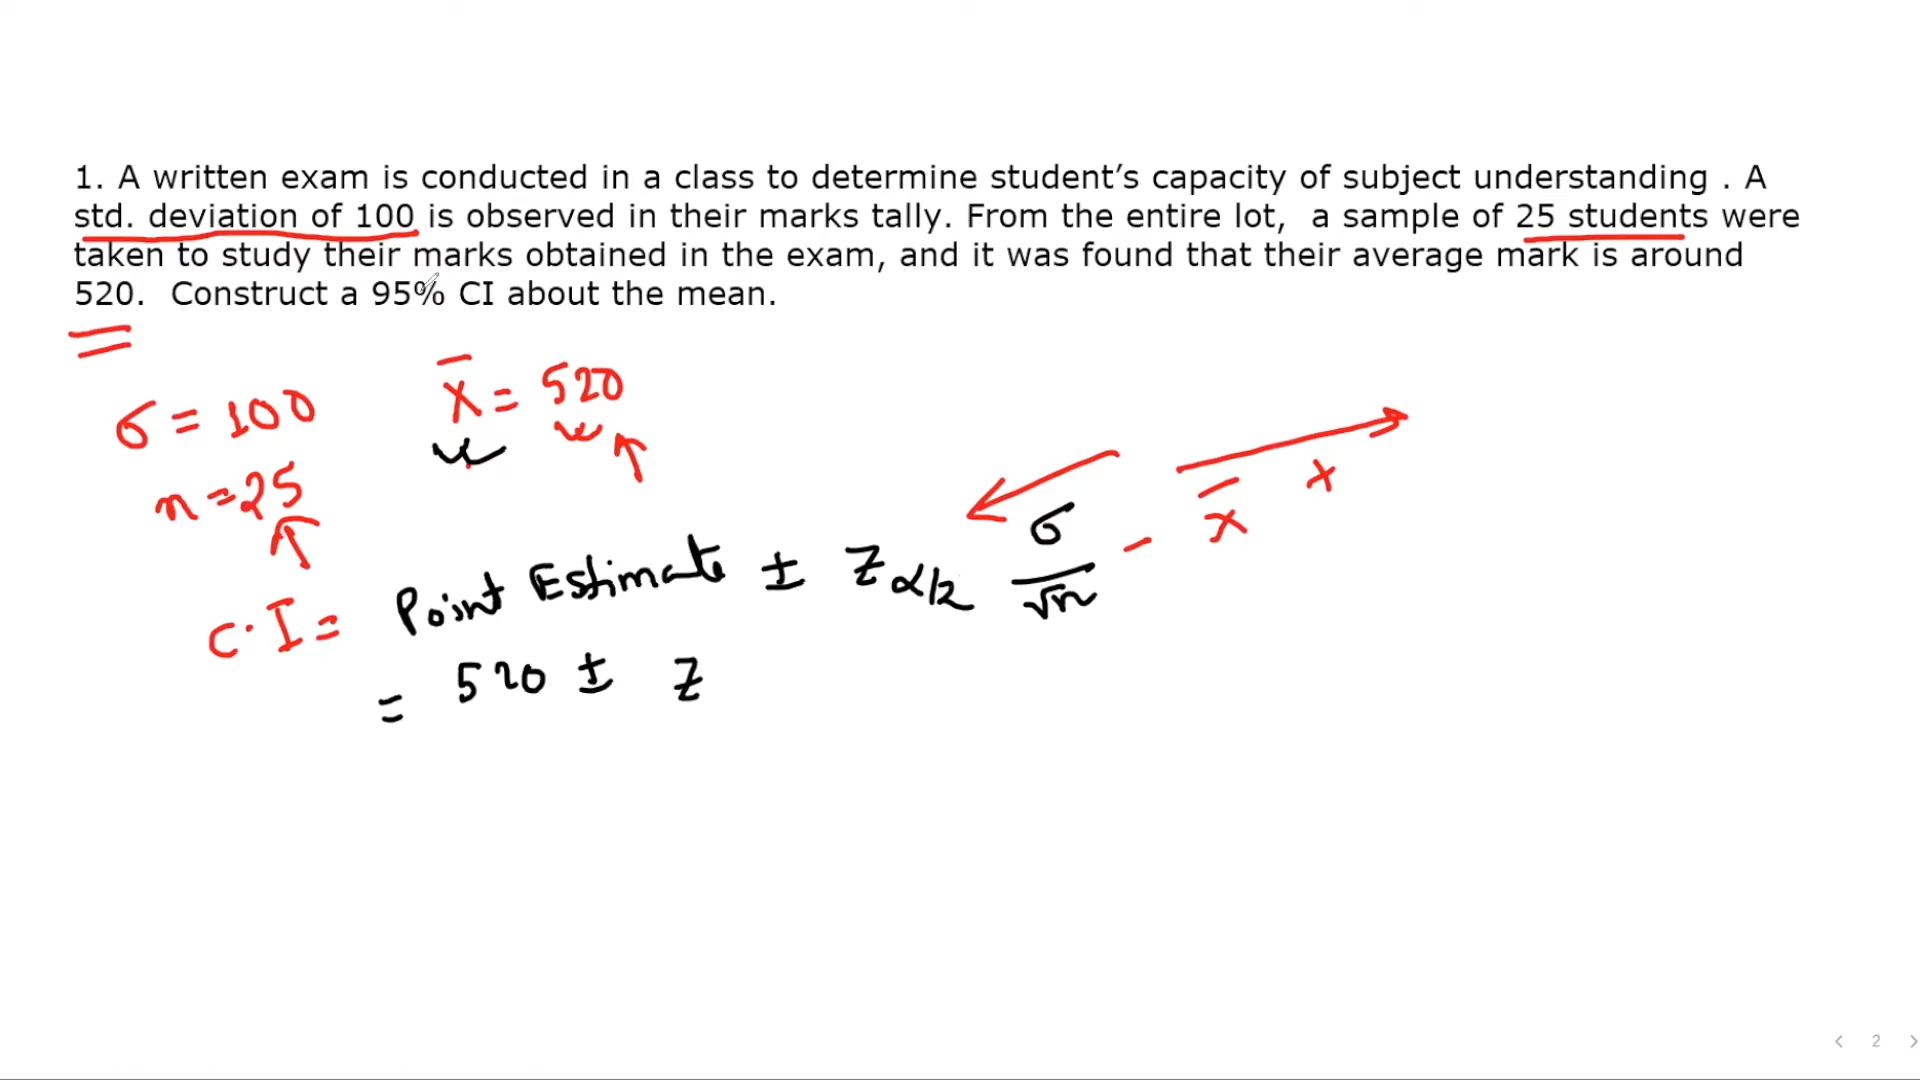 1. A written exam is conducted in a class to determine student’s capacity of subject understanding . A
std. deviation of 100 is observed in their marks tally. From the entire lot,  a sample of 25 students were
taken to study their marks obtained in the exam, and it was found that their average mark is around
520.  Construct a 95% CI about the mean.
σ = 100
x̄ = 520
n = 25
- x̄ x
C.I = Point Estimate ± Z α/2 σ/√n
= 520 ± Z
< 2 >